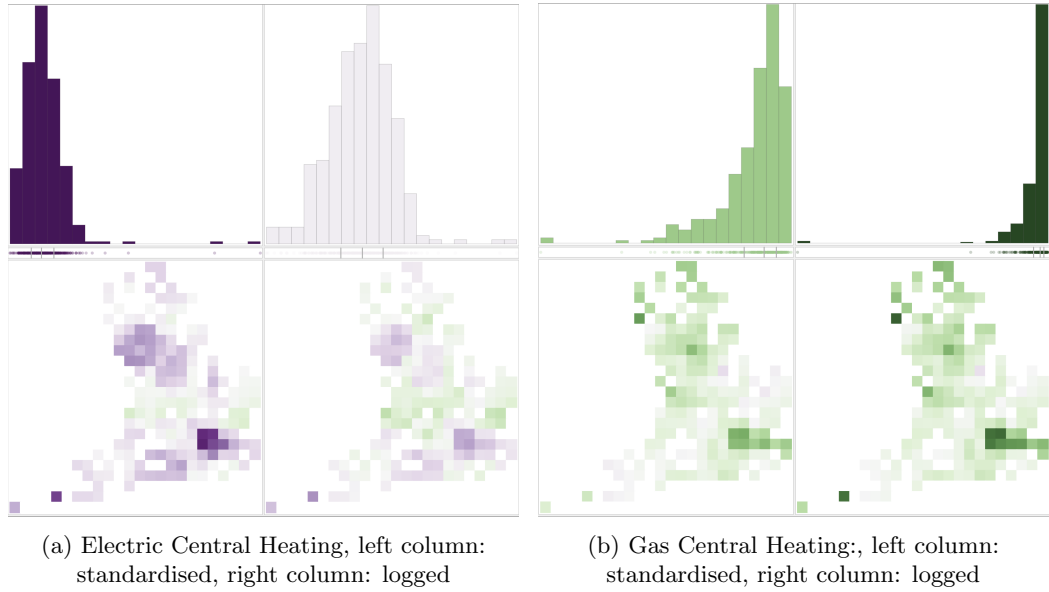 (a) Electric Central Heating, left column:
standardised, right column: logged
(b) Gas Central Heating:, left column:
standardised, right column: logged